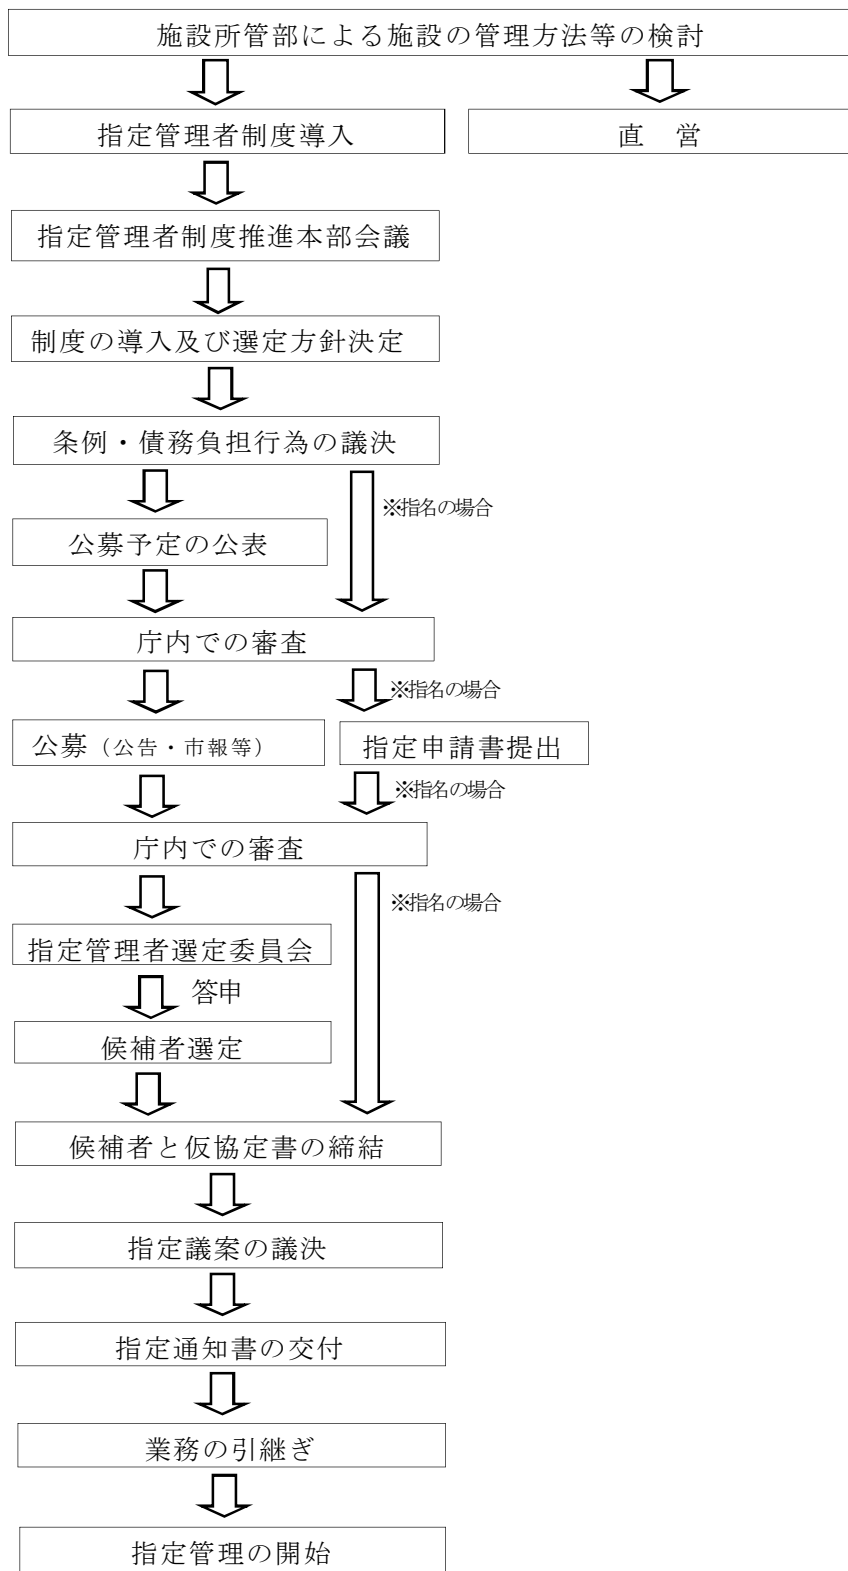 施設所管部による施設の管理方法等の検討
指定管理者制度導入
直　営
指定管理者制度推進本部会議
制度の導入及び選定方針決定
条例・債務負担行為の議決
※指名の場合
公募予定の公表
庁内での審査
※指名の場合
公募（公告・市報等）
指定申請書提出
※指名の場合
庁内での審査
※指名の場合
指定管理者選定委員会
答申
候補者選定
候補者と仮協定書の締結
指定議案の議決
指定通知書の交付
業務の引継ぎ
指定管理の開始